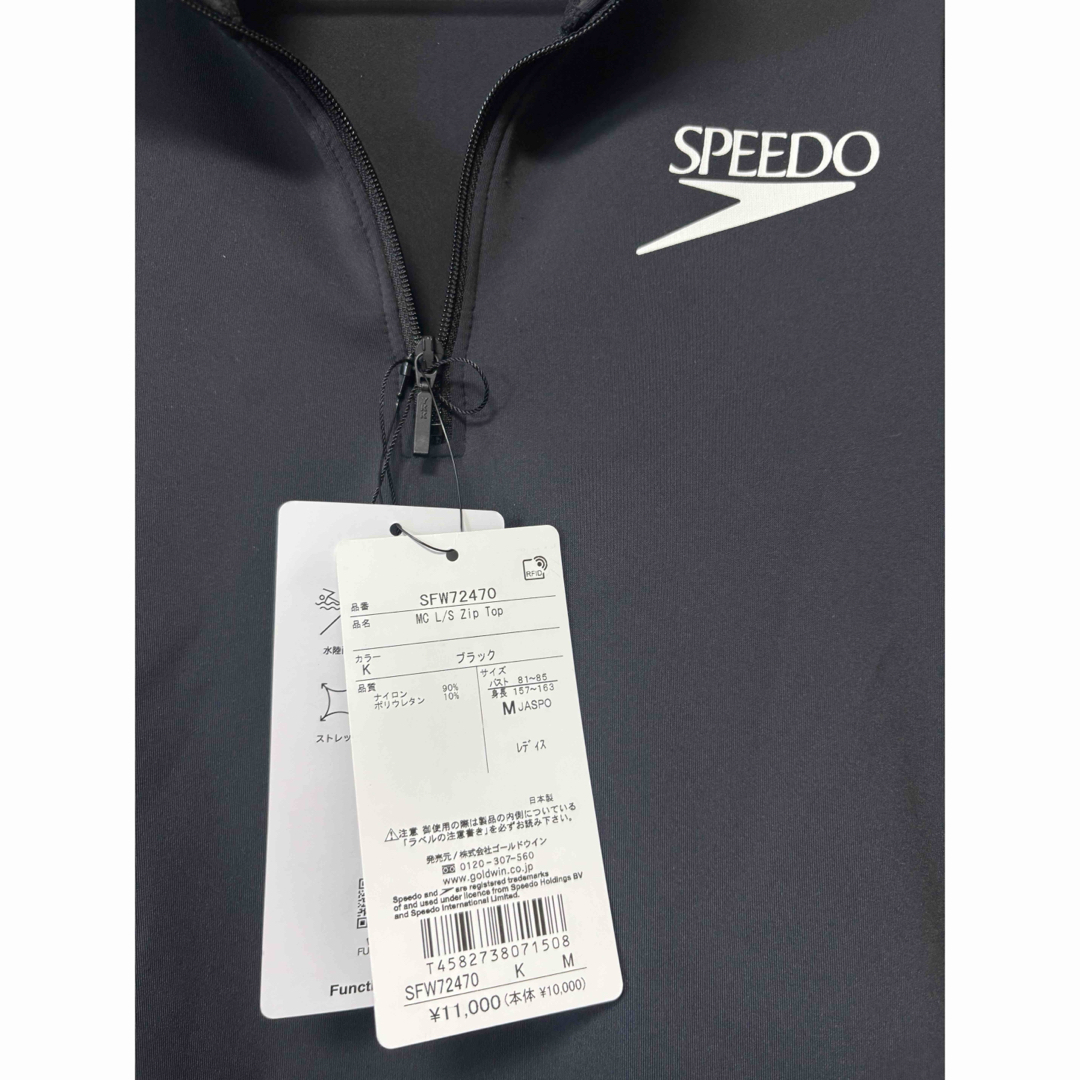 SPEEDO
RFID
品番 SFW72470
品名 MC L/S Zip Top
カラー
K ブラック
品質
ナイロン 90%
ポリウレタン 10%
サイズ
バスト 81~85
身長 157~163
M JASPO
レディス
日本製
⚠注意 御使用の際は製品の内側についている
「ラベルの注意書き」を必ずお読み下さい。
発売元/株式会社ゴールドウイン
0120-307-560
www.goldwin.co.jp
Speedo and are registered trademarks
of and used under licence from Speedo Holdings BV
and Speedo International Limited.
T4582738071508
SFW72470 K M
¥11,000(本体 ¥10,000)
水陸
ストレッ
FU
Functi